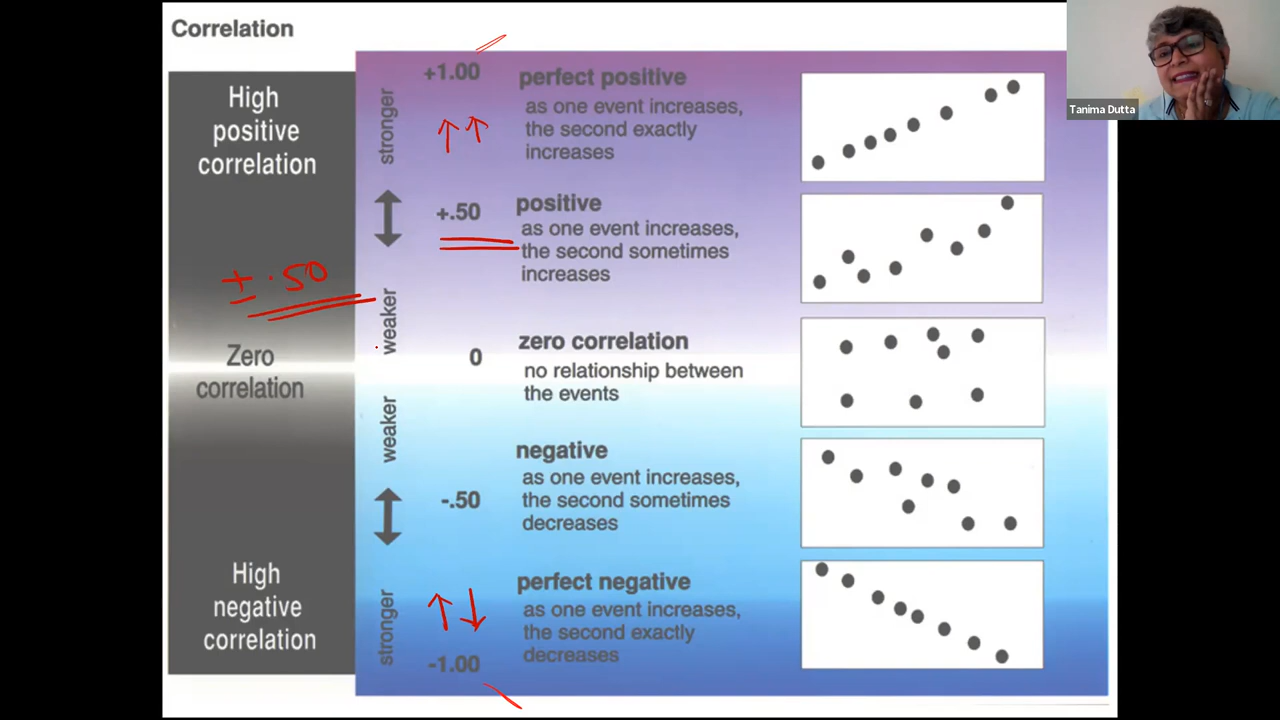 Correlation
Tanima Dutta
High
positive
correlation
± .50
Zero
correlation
High
negative
correlation
stronger
weaker
weaker
stronger
+1.00
perfect positive
as one event increases,
the second exactly
increases
+.50
positive
as one event increases,
the second sometimes
increases
0
zero correlation
no relationship between
the events
-.50
negative
as one event increases,
the second sometimes
decreases
perfect negative
as one event increases,
the second exactly
decreases
-1.00